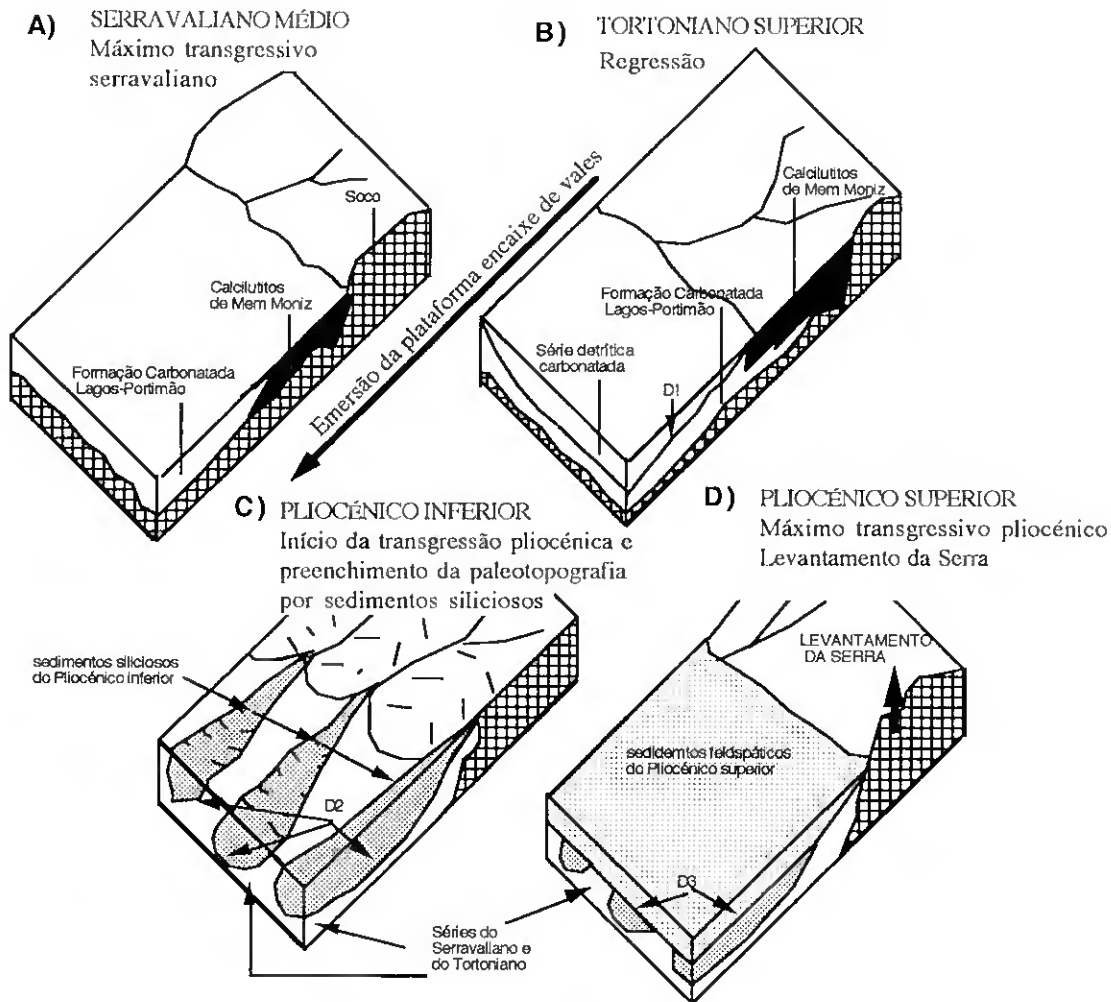 A)
SERRAVALIANO MÉDIO
Máximo transgressivo
serravaliano
Soco
Calcilutitos
de Mem Moniz
Formação Carbonatada
Lagos-Portimão
Emersão da plataforma encaixe de vales
B)
TORTONIANO SUPERIOR
Regressão
Calcilutitos
de Mem Moniz
Formação Carbonatada
Lagos-Portimão
Série detrítica
carbonatada
D1
C)
PLIOCÉNICO INFERIOR
Início da transgressão pliocénica e
preenchimento da paleotopografia
por sedimentos siliciosos
sedimentos siliciosos
do Pliocénico inferior
D2
Séries do
Serravaliano e
do Tortoniano
D)
PLIOCÉNICO SUPERIOR
Máximo transgressivo pliocénico
Levantamento da Serra
LEVANTAMENTO
DA SERRA
sedidemtos feldspáticos
do Pliocénico superior
D3